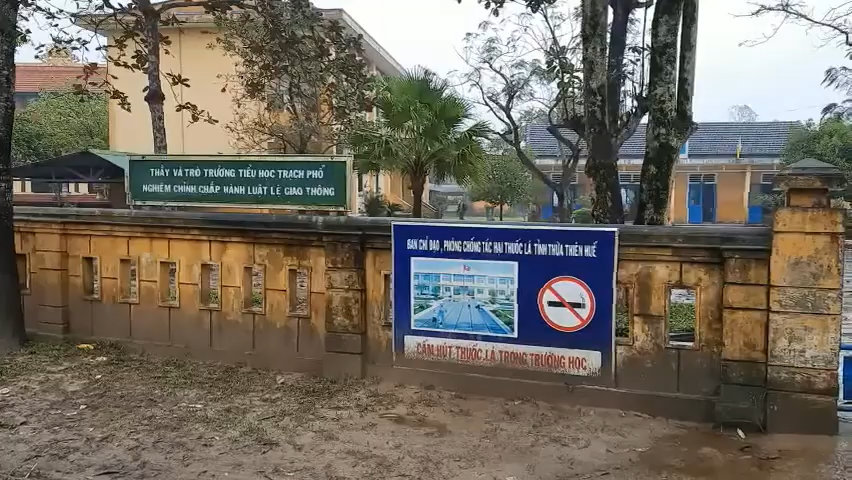 THẦY VÀ TRÒ TRƯỜNG TIỂU HỌC TRẠCH PHỔ
NGHIÊM CHỈNH CHẤP HÀNH LUẬT LỆ GIAO THÔNG
BAN CHỈ ĐẠO, PHÒNG CHỐNG TÁC HẠI THUỐC LÁ TỈNH THỪA THIÊN HUẾ
CẤM HÚT THUỐC LÁ TRONG TRƯỜNG HỌC